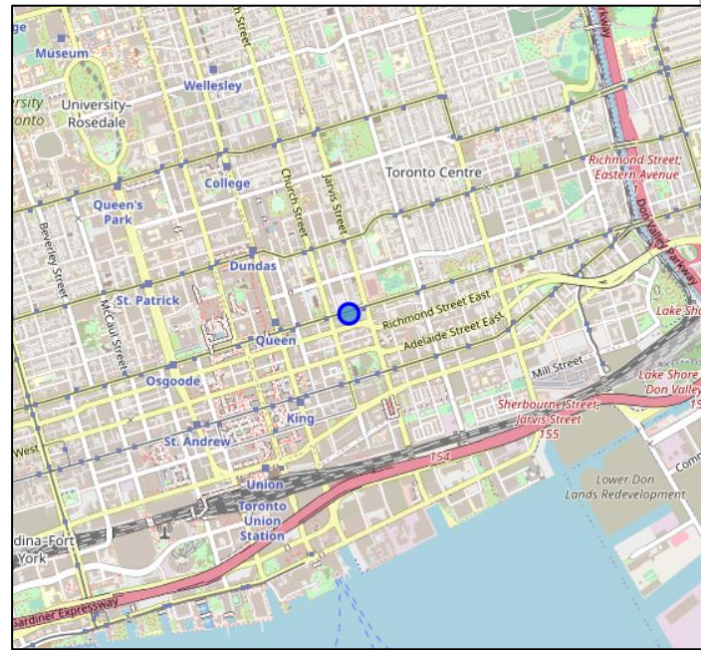 ge
Museum
Wellesley
University–
Rosedale
College
Toronto Centre
Richmond Street;
Eastern Avenue
Queen's
Park
Church Street
Jarvis Street
Beverley Street
McCaul Street
Don Valley Parkway
Dundas
St. Patrick
Queen
Richmond Street East
Adelaide Street East
Osgoode
Mill Street
Lake Shore
Don Valley
King
Sherbourne Street;
Jarvis Street
155
West
St. Andrew
154
Union
Toronto
Union
Station
Lower Don
Lands Redevelopment
dina–Fort
York
Gardiner Expressway